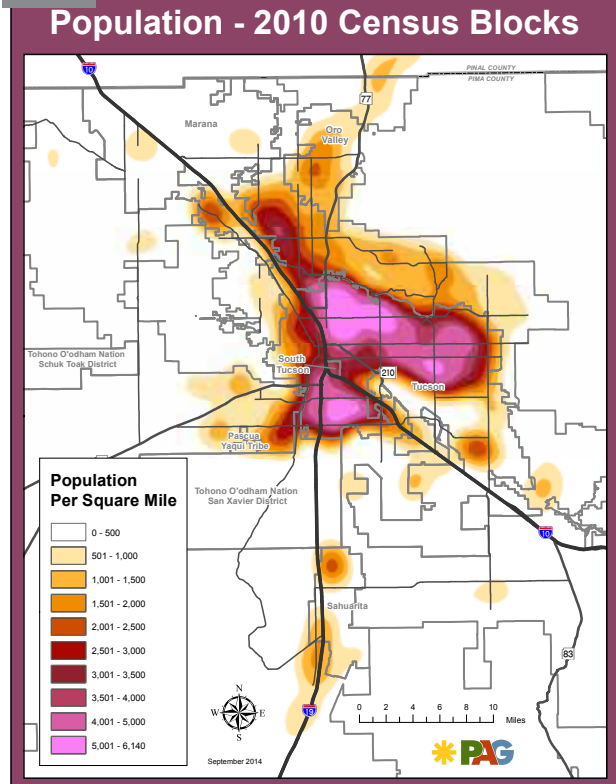 Population - 2010 Census Blocks
PINAL COUNTY
PIMA COUNTY
10
77
Marana
Oro
Valley
Tohono O'odham Nation
Schuk Toak District
South
Tucson
210
Tucson
Pascua
Yaqui Tribe
Tohono O'odham Nation
San Xavier District
10
Sahuarita
83
19
Population
Per Square Mile
0 - 500
501 - 1,000
1,001 - 1,500
1,501 - 2,000
2,001 - 2,500
2,501 - 3,000
3,001 - 3,500
3,501 - 4,000
4,001 - 5,000
5,001 - 6,140
N
W E
S
0 2 4 6 8 10
Miles
September 2014
PAG